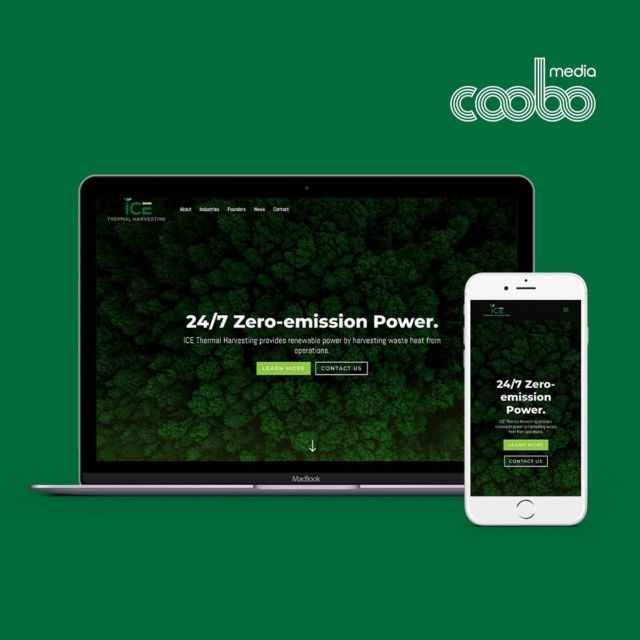 media
coobo
ICE
THERMAL HARVESTING
About Industries Founders News Contact
24/7 Zero-emission Power.
ICE Thermal Harvesting provides renewable power by harvesting waste heat from
operations.
LEARN MORE CONTACT US
MacBook
ICE
THERMAL HARVESTING
24/7 Zero-
emission
Power.
ICE Thermal Harvesting provides
renewable power by harvesting waste
heat from operations.
LEARN MORE
CONTACT US